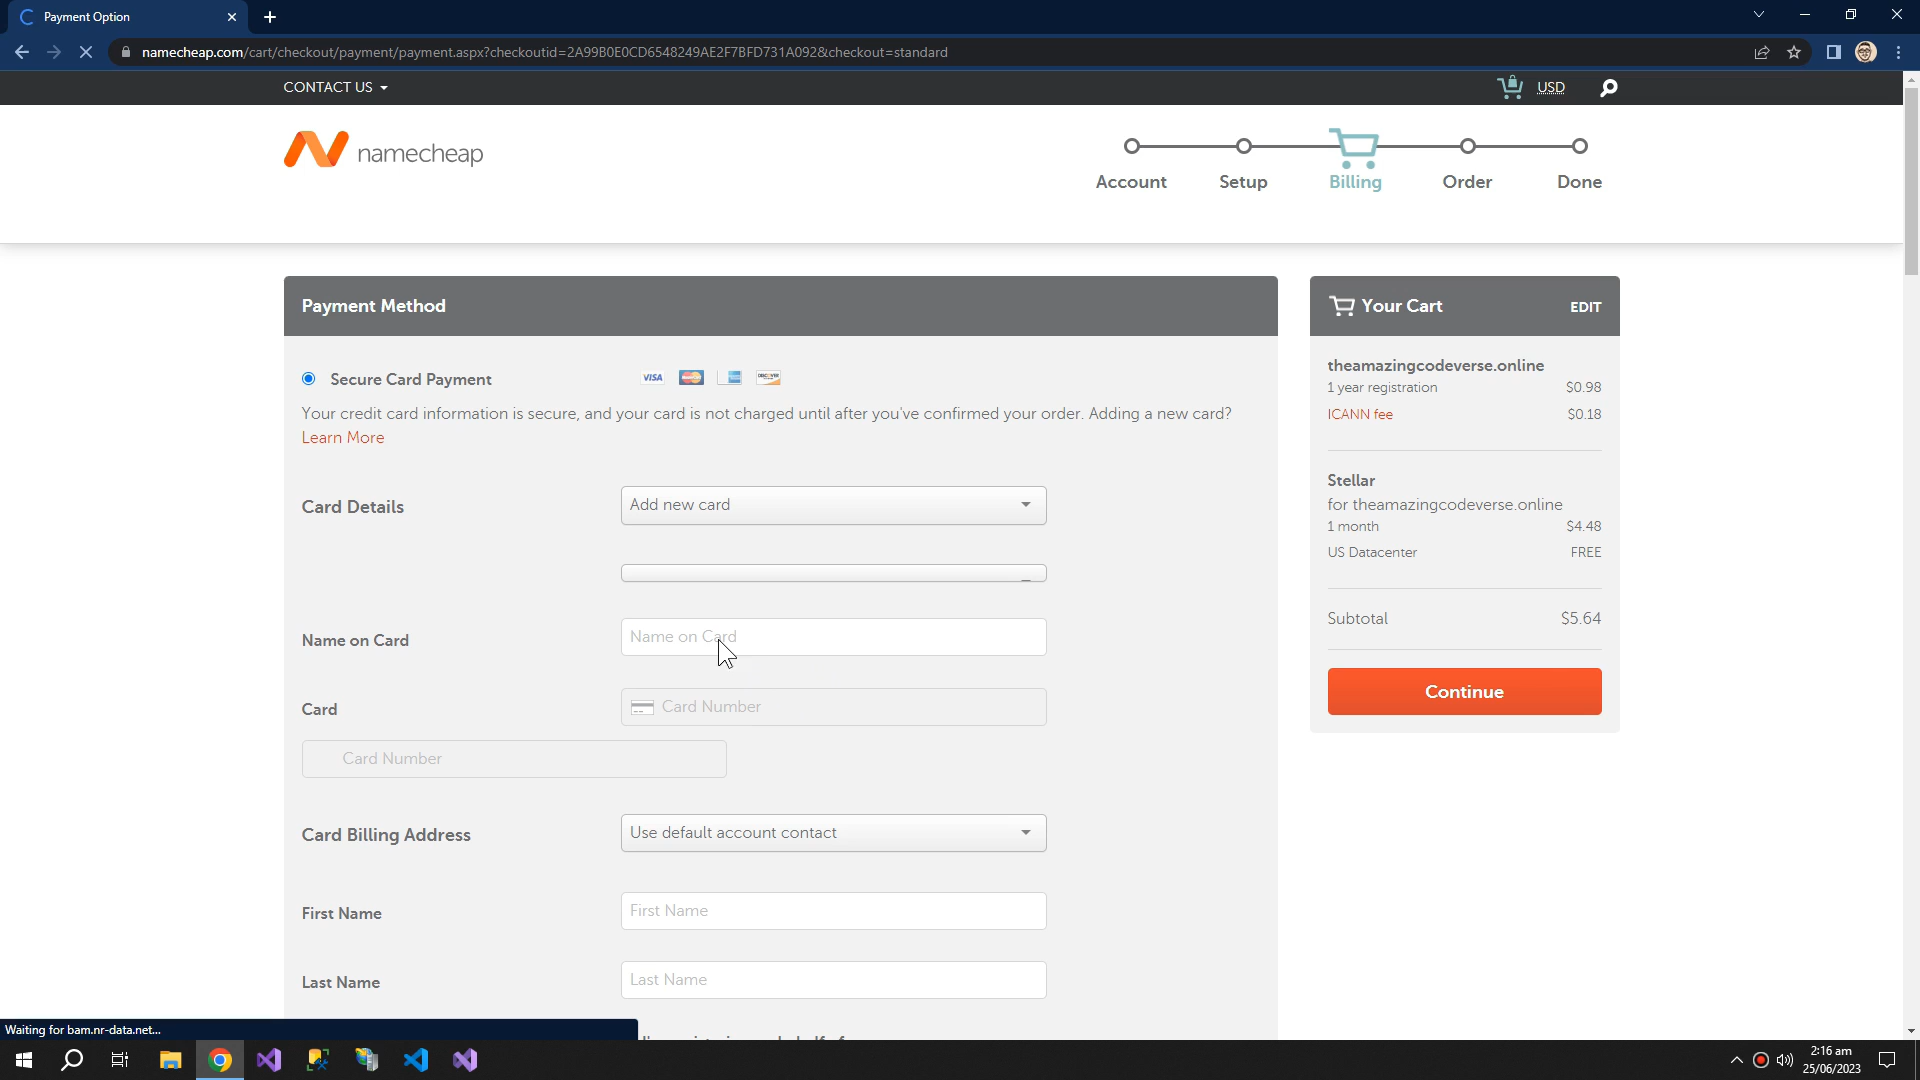 Payment Option
namecheap.com/cart/checkout/payment/payment.aspx?checkoutid=2A99B0E0CD6548249AE2F7BFD731A092&checkout=standard
CONTACT US
USD
namecheap
Account
Setup
Billing
Order
Done
Payment Method
Secure Card Payment
VISA
DISCOVER
Your credit card information is secure, and your card is not charged until after you've confirmed your order. Adding a new card?
Learn More
Card Details
Add new card
Name on Card
Name on Card
Card
Card Number
Card Number
Card Billing Address
Use default account contact
First Name
First Name
Last Name
Last Name
Your Cart
EDIT
theamazingcodeverse.online
1 year registration $0.98
ICANN fee $0.18
Stellar
for theamazingcodeverse.online
1 month $4.48
US Datacenter FREE
Subtotal $5.64
Continue
Waiting for bam.nr-data.net...
2:16 am
25/06/2023